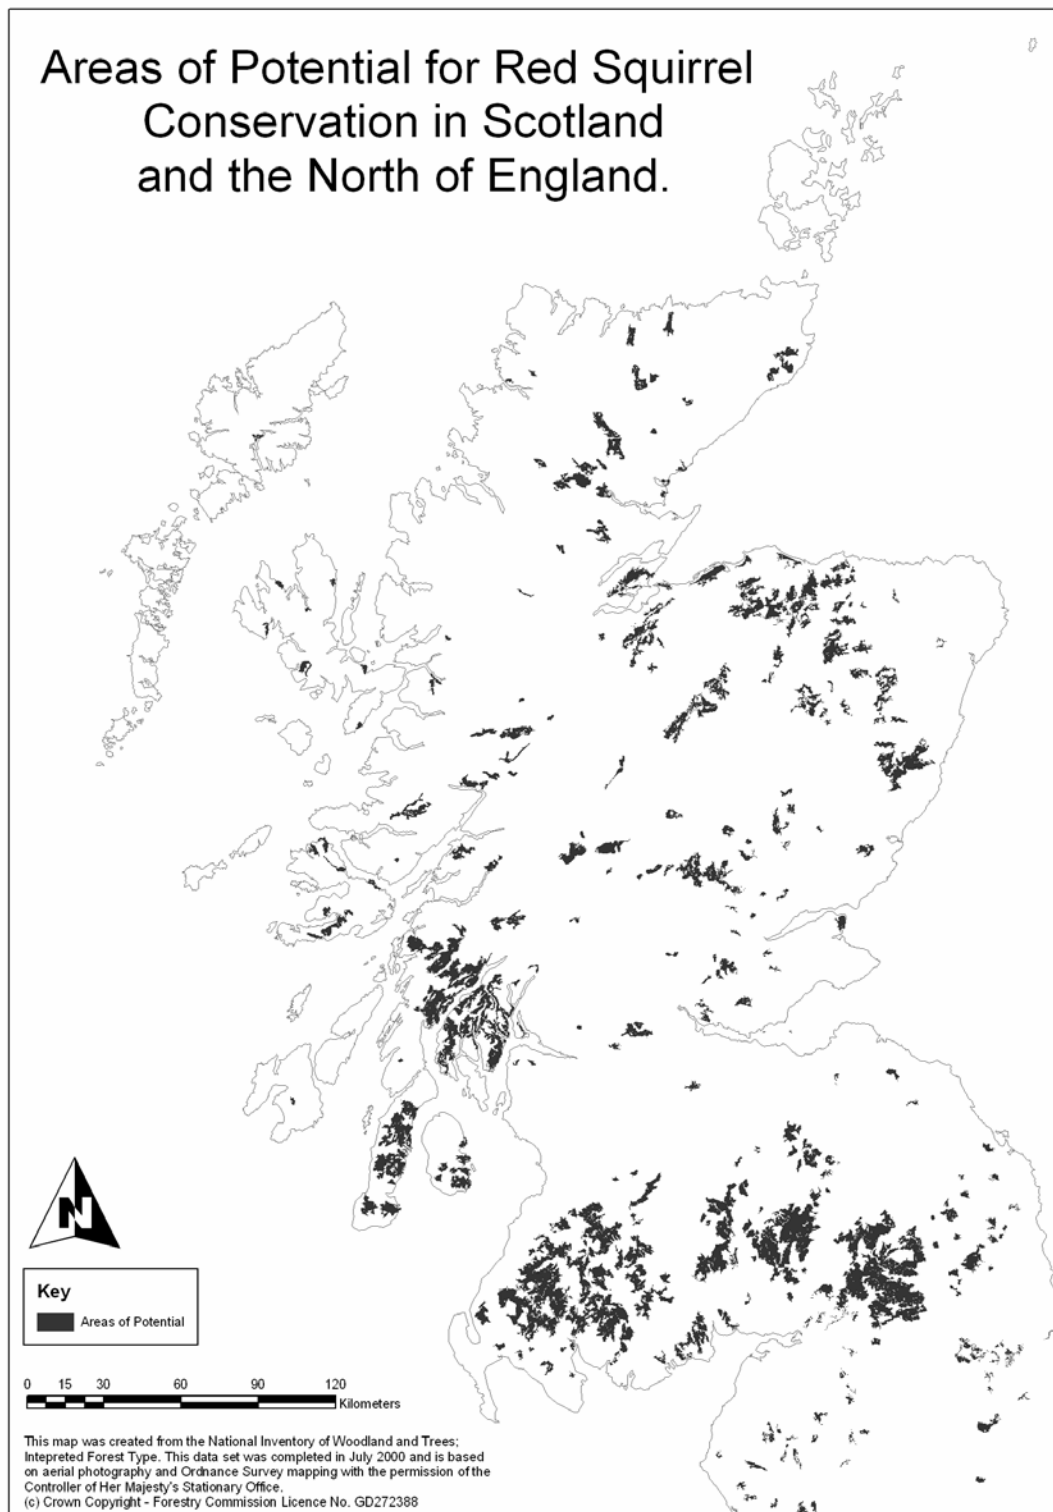 Areas of Potential for Red Squirrel
Conservation in Scotland
and the North of England.
N
Key
Areas of Potential
0 15 30 60 90 120
Kilometers
This map was created from the National Inventory of Woodland and Trees;
Intepreted Forest Type. This data set was completed in July 2000 and is based
on aerial photography and Ordnance Survey mapping with the permission of the
Controller of Her Majesty's Stationary Office.
(c) Crown Copyright - Forestry Commission Licence No. GD272388